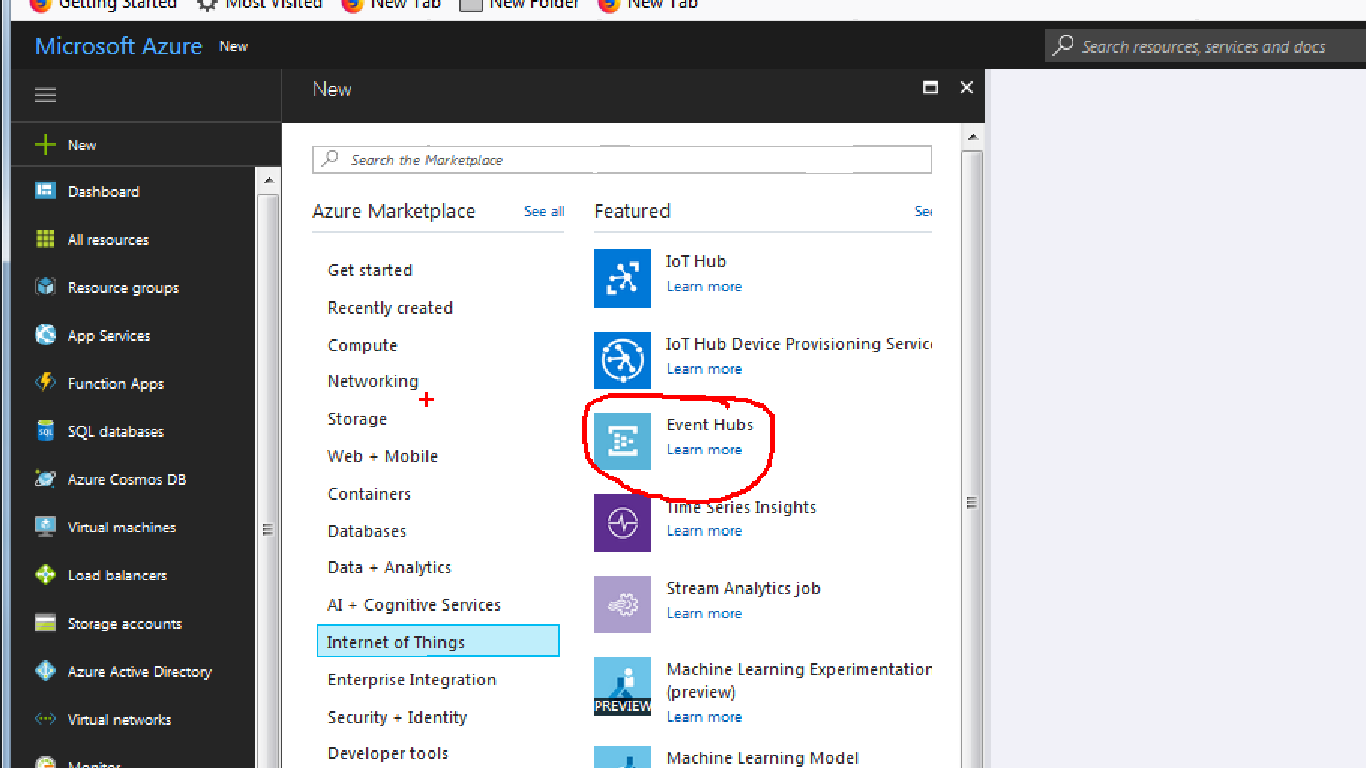 Getting Started Most Visited New Tab New Folder New Tab
Microsoft Azure New
Search resources, services and docs
New
New
Dashboard
All resources
Resource groups
App Services
Function Apps
SQL databases
Azure Cosmos DB
Virtual machines
Load balancers
Storage accounts
Azure Active Directory
Virtual networks
Monitor
Search the Marketplace
Azure Marketplace See all
Get started
Recently created
Compute
Networking
Storage
Web + Mobile
Containers
Databases
Data + Analytics
AI + Cognitive Services
Internet of Things
Enterprise Integration
Security + Identity
Developer tools
Featured See
IoT Hub
Learn more
IoT Hub Device Provisioning Service
Learn more
Event Hubs
Learn more
Time Series Insights
Learn more
Stream Analytics job
Learn more
Machine Learning Experimentation
(preview)
PREVIEW
Learn more
Machine Learning Model